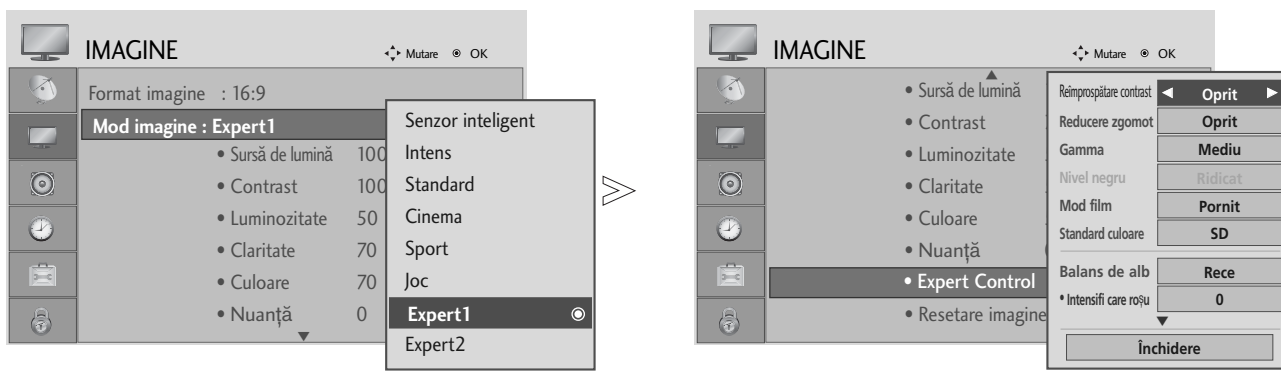 IMAGINE
Mutare OK
Format imagine : 16:9
Mod imagine : Expert1
• Sursă de lumină 100
• Contrast 100
• Luminozitate 50
• Claritate 70
• Culoare 70
• Nuanță 0
Senzor inteligent
Intens
Standard
Cinema
Sport
Joc
Expert1
Expert2
IMAGINE
Mutare OK
• Sursă de lumină
• Contrast
• Luminozitate
• Claritate
• Culoare
• Nuanță
• Expert Control
• Resetare imagine
Reîmprospătare contrast Oprit
Reducere zgomot Oprit
Gamma Mediu
Nivel negru Ridicat
Mod film Pornit
Standard culoare SD
Balans de alb Rece
• Intensifi care roșu 0
Închidere